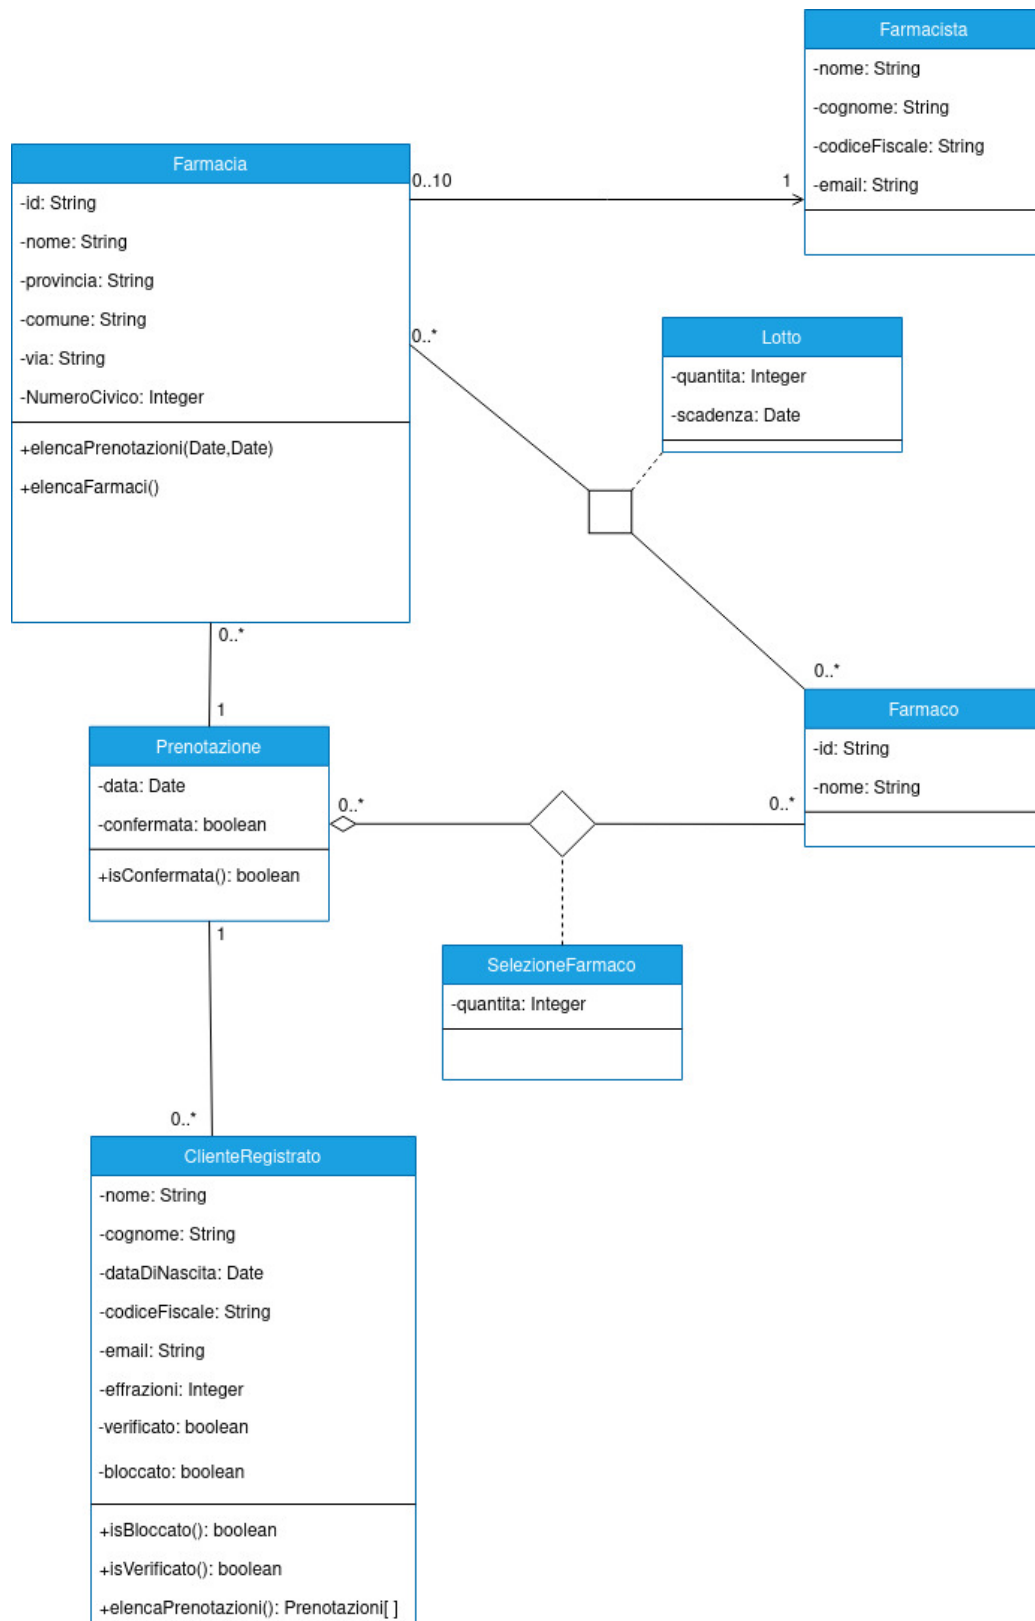 Farmacista
-nome: String
-cognome: String
-codiceFiscale: String
-email: String
Farmacia
-id: String
-nome: String
-provincia: String
-comune: String
-via: String
-NumeroCivico: Integer
+elencaPrenotazioni(Date,Date)
+elencaFarmaci()
0..10
1
0..*
Lotto
-quantita: Integer
-scadenza: Date
0..*
0..*
1
Farmaco
-id: String
-nome: String
Prenotazione
-data: Date
-confermata: boolean
+isConfermata(): boolean
0..*
0..*
1
SelezioneFarmaco
-quantita: Integer
0..*
ClienteRegistrato
-nome: String
-cognome: String
-dataDiNascita: Date
-codiceFiscale: String
-email: String
-effrazioni: Integer
-verificato: boolean
-bloccato: boolean
+isBloccato(): boolean
+isVerificato(): boolean
+elencaPrenotazioni(): Prenotazioni[ ]